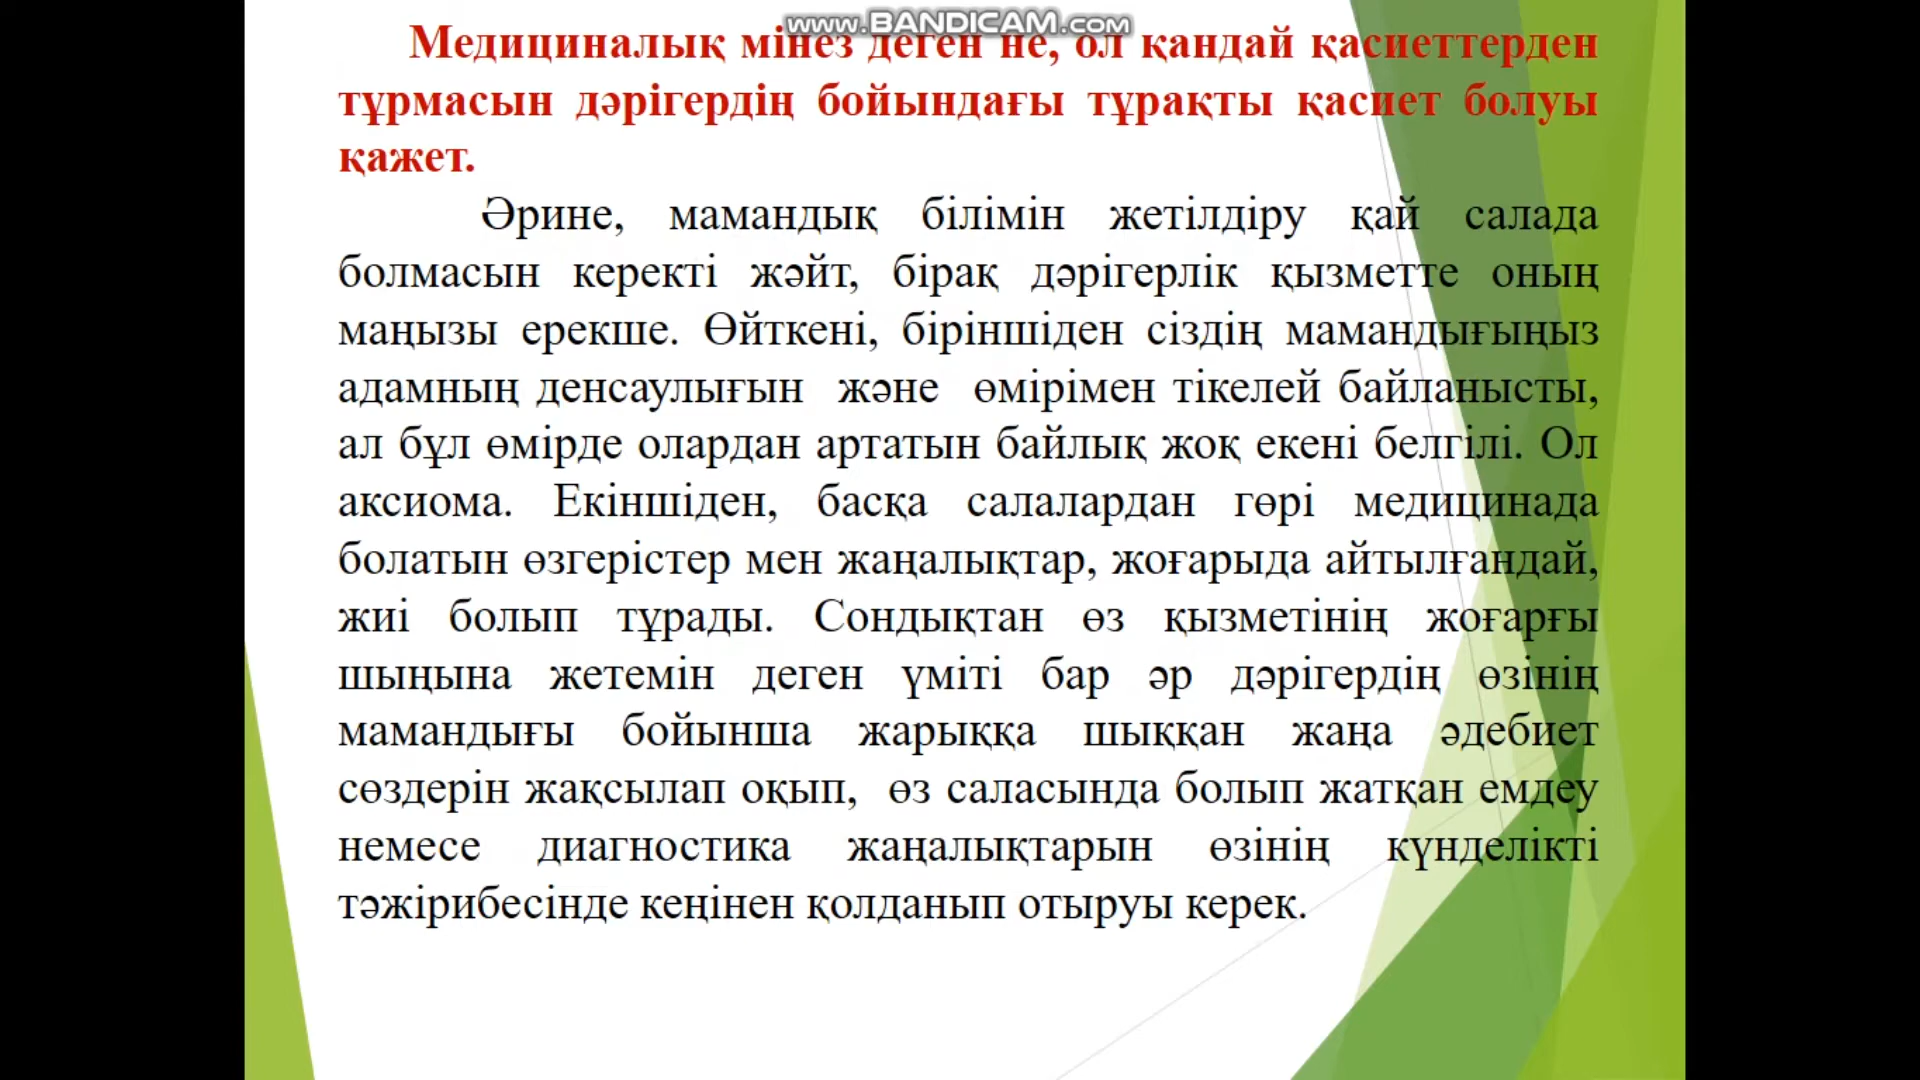 www.BANDICAM.com
Медициналық мінез деген не, ол қандай қасиеттерден
тұрмасын дәрігердің бойындағы тұрақты қасиет болуы
қажет.
Әрине, мамандық білімін жетілдіру қай салада
болмасын керекті жәйт, бірақ дәрігерлік қызметте оның
маңызы ерекше. Өйткені, біріншіден сіздің мамандығыңыз
адамның денсаулығын және өмірімен тікелей байланысты,
ал бұл өмірде олардан артатын байлық жоқ екені белгілі. Ол
аксиома. Екіншіден, басқа салалардан гөрі медицинада
болатын өзгерістер мен жаңалықтар, жоғарыда айтылғандай,
жиі болып тұрады. Сондықтан өз қызметінің жоғарғы
шыңына жетемін деген үміті бар әр дәрігердің өзінің
мамандығы бойынша жарыққа шыққан жаңа әдебиет
сөздерін жақсылап оқып, өз саласында болып жатқан емдеу
немесе диагностика жаңалықтарын өзінің күнделікті
тәжірибесінде кеңінен қолданып отыруы керек.